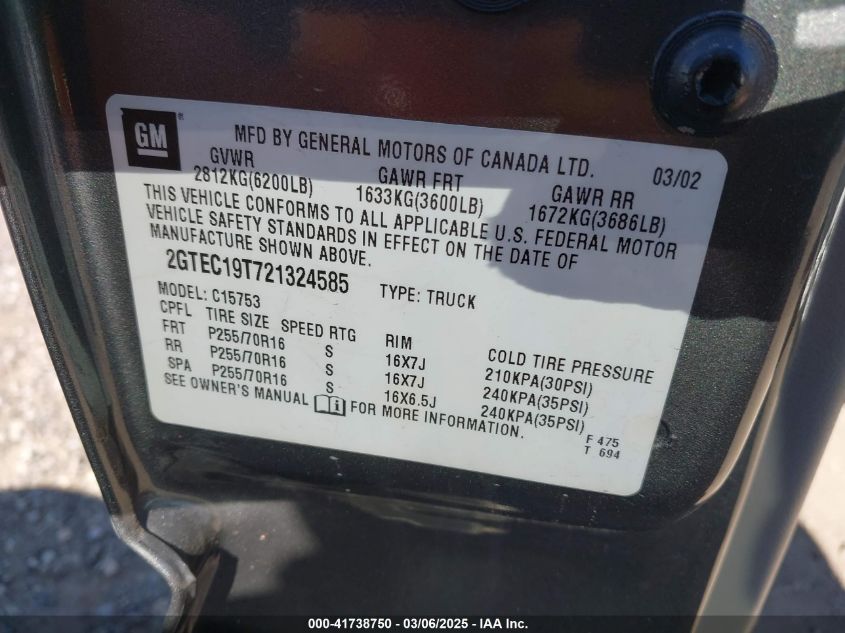 GM®
MFD BY GENERAL MOTORS OF CANADA LTD. 03/02
GVWR GAWR FRT GAWR RR
2812KG(6200LB) 1633KG(3600LB) 1672KG(3686LB)
THIS VEHICLE CONFORMS TO ALL APPLICABLE U.S. FEDERAL MOTOR
VEHICLE SAFETY STANDARDS IN EFFECT ON THE DATE OF
MANUFACTURE SHOWN ABOVE.
2GTEC19T721324585 TYPE: TRUCK
MODEL: C15753
CPFL TIRE SIZE SPEED RTG RIM COLD TIRE PRESSURE
FRT P255/70R16 S 16X7J 210KPA(30PSI)
RR P255/70R16 S 16X7J 240KPA(35PSI)
SPA P255/70R16 S 16X6.5J 240KPA(35PSI)
SEE OWNER'S MANUAL i FOR MORE INFORMATION.
F 475
T 694
000-41738750 - 03/06/2025 - IAA Inc.